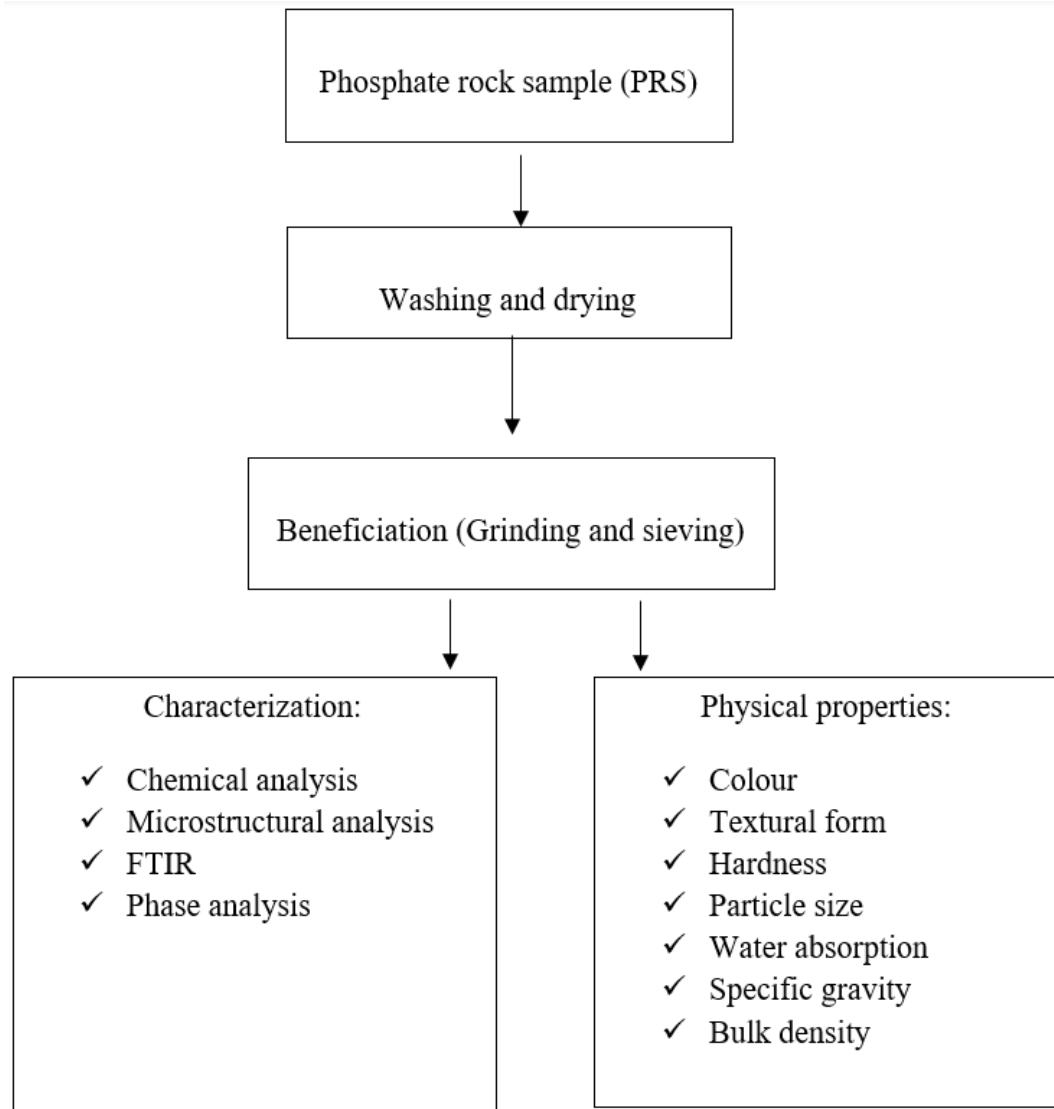 Phosphate rock sample (PRS)
Washing and drying
Beneficiation (Grinding and sieving)
Characterization:
✓ Chemical analysis
✓ Microstructural analysis
✓ FTIR
✓ Phase analysis
Physical properties:
✓ Colour
✓ Textural form
✓ Hardness
✓ Particle size
✓ Water absorption
✓ Specific gravity
✓ Bulk density